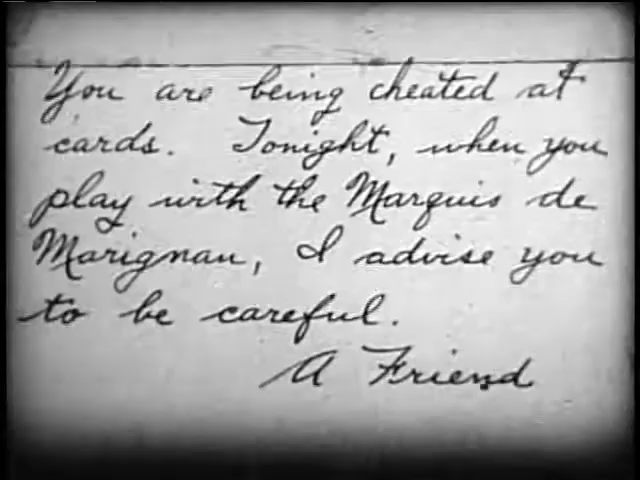 You are being cheated at
cards. Tonight, when you
play with the Marquis de
Marignan, I advise you
to be careful.
A Friend